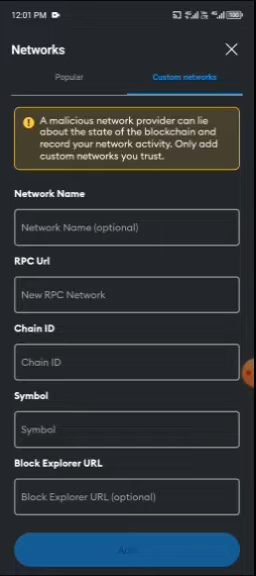 12:01 PM
100
Networks
Popular
Custom networks
A malicious network provider can lie
about the state of the blockchain and
record your network activity. Only add
custom networks you trust.
Network Name
Network Name (optional)
RPC Url
New RPC Network
Chain ID
Chain ID
Symbol
Symbol
Block Explorer URL
Block Explorer URL (optional)
Add